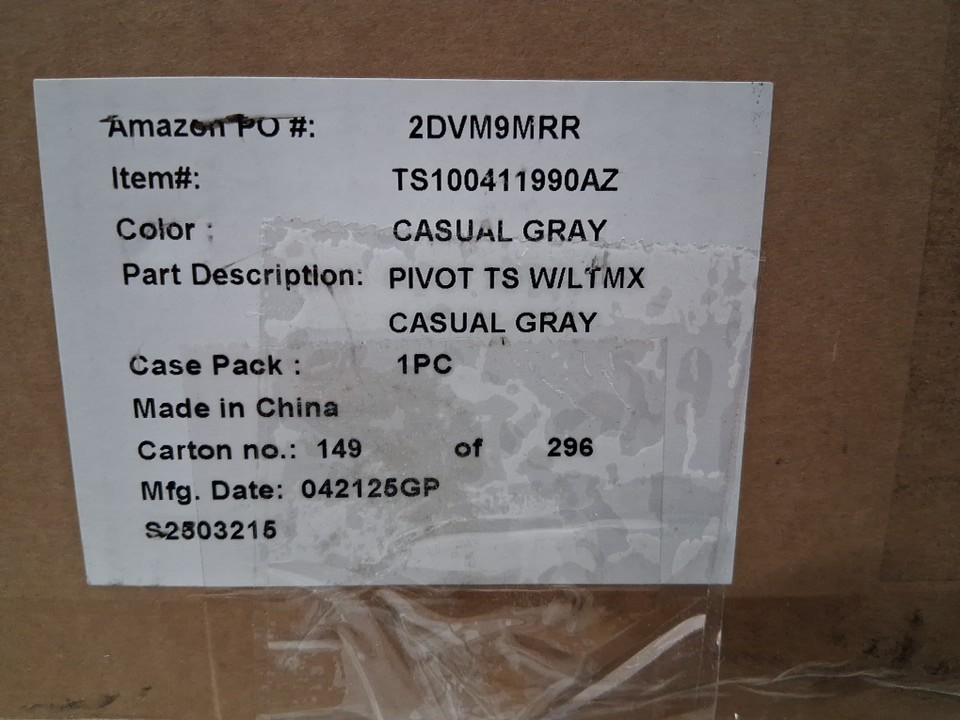 Amazon PO #: 2DVM9MRR
Item#: TS100411990AZ
Color : CASUAL GRAY
Part Description: PIVOT TS W/LTMX
CASUAL GRAY
Case Pack : 1PC
Made in China
Carton no.: 149 of 296
Mfg. Date: 042125GP
S2503215